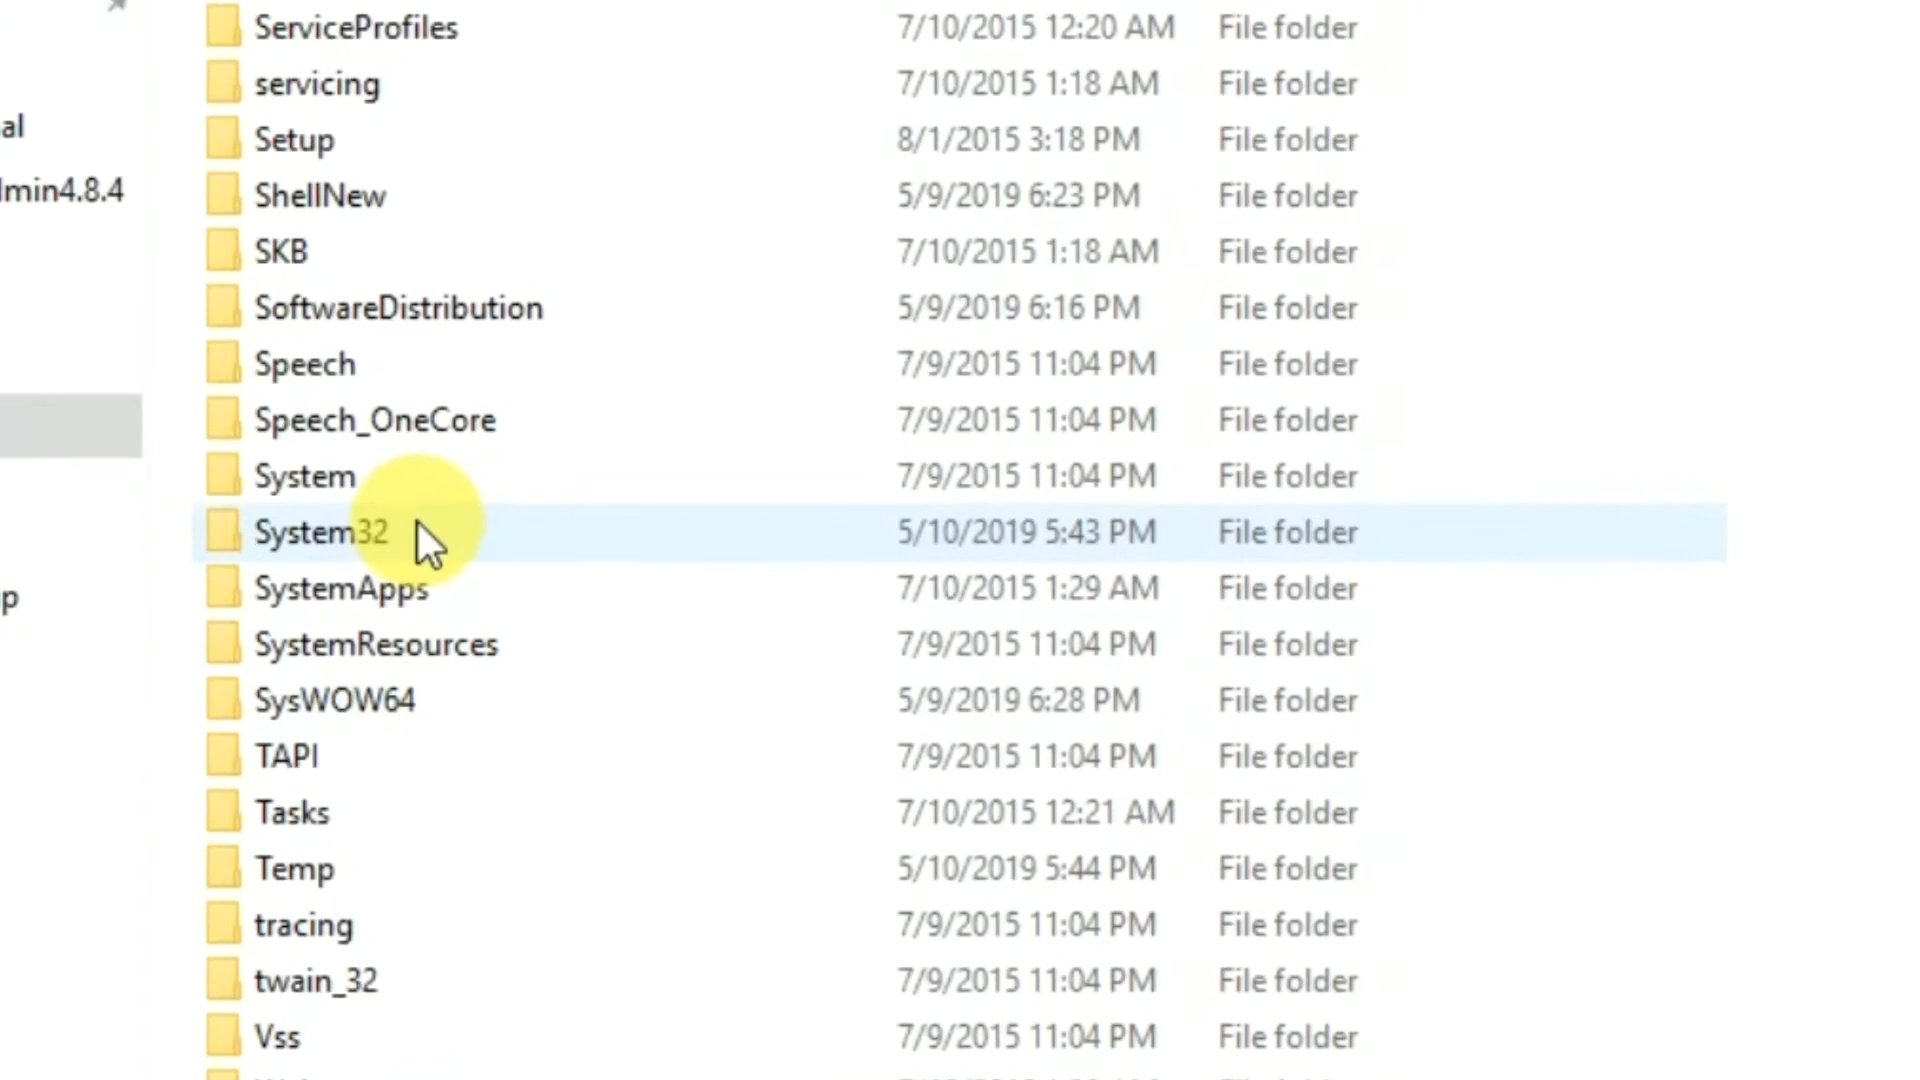 ServiceProfiles 7/10/2015 12:20 AM File folder
servicing 7/10/2015 1:18 AM File folder
al
Setup 8/1/2015 3:18 PM File folder
lmin4.8.4
ShellNew 5/9/2019 6:23 PM File folder
SKB 7/10/2015 1:18 AM File folder
SoftwareDistribution 5/9/2019 6:16 PM File folder
Speech 7/9/2015 11:04 PM File folder
Speech_OneCore 7/9/2015 11:04 PM File folder
System 7/9/2015 11:04 PM File folder
System32 5/10/2019 5:43 PM File folder
p
SystemApps 7/10/2015 1:29 AM File folder
SystemResources 7/9/2015 11:04 PM File folder
SysWOW64 5/9/2019 6:28 PM File folder
TAPI 7/9/2015 11:04 PM File folder
Tasks 7/10/2015 12:21 AM File folder
Temp 5/10/2019 5:44 PM File folder
tracing 7/9/2015 11:04 PM File folder
twain_32 7/9/2015 11:04 PM File folder
Vss 7/9/2015 11:04 PM File folder